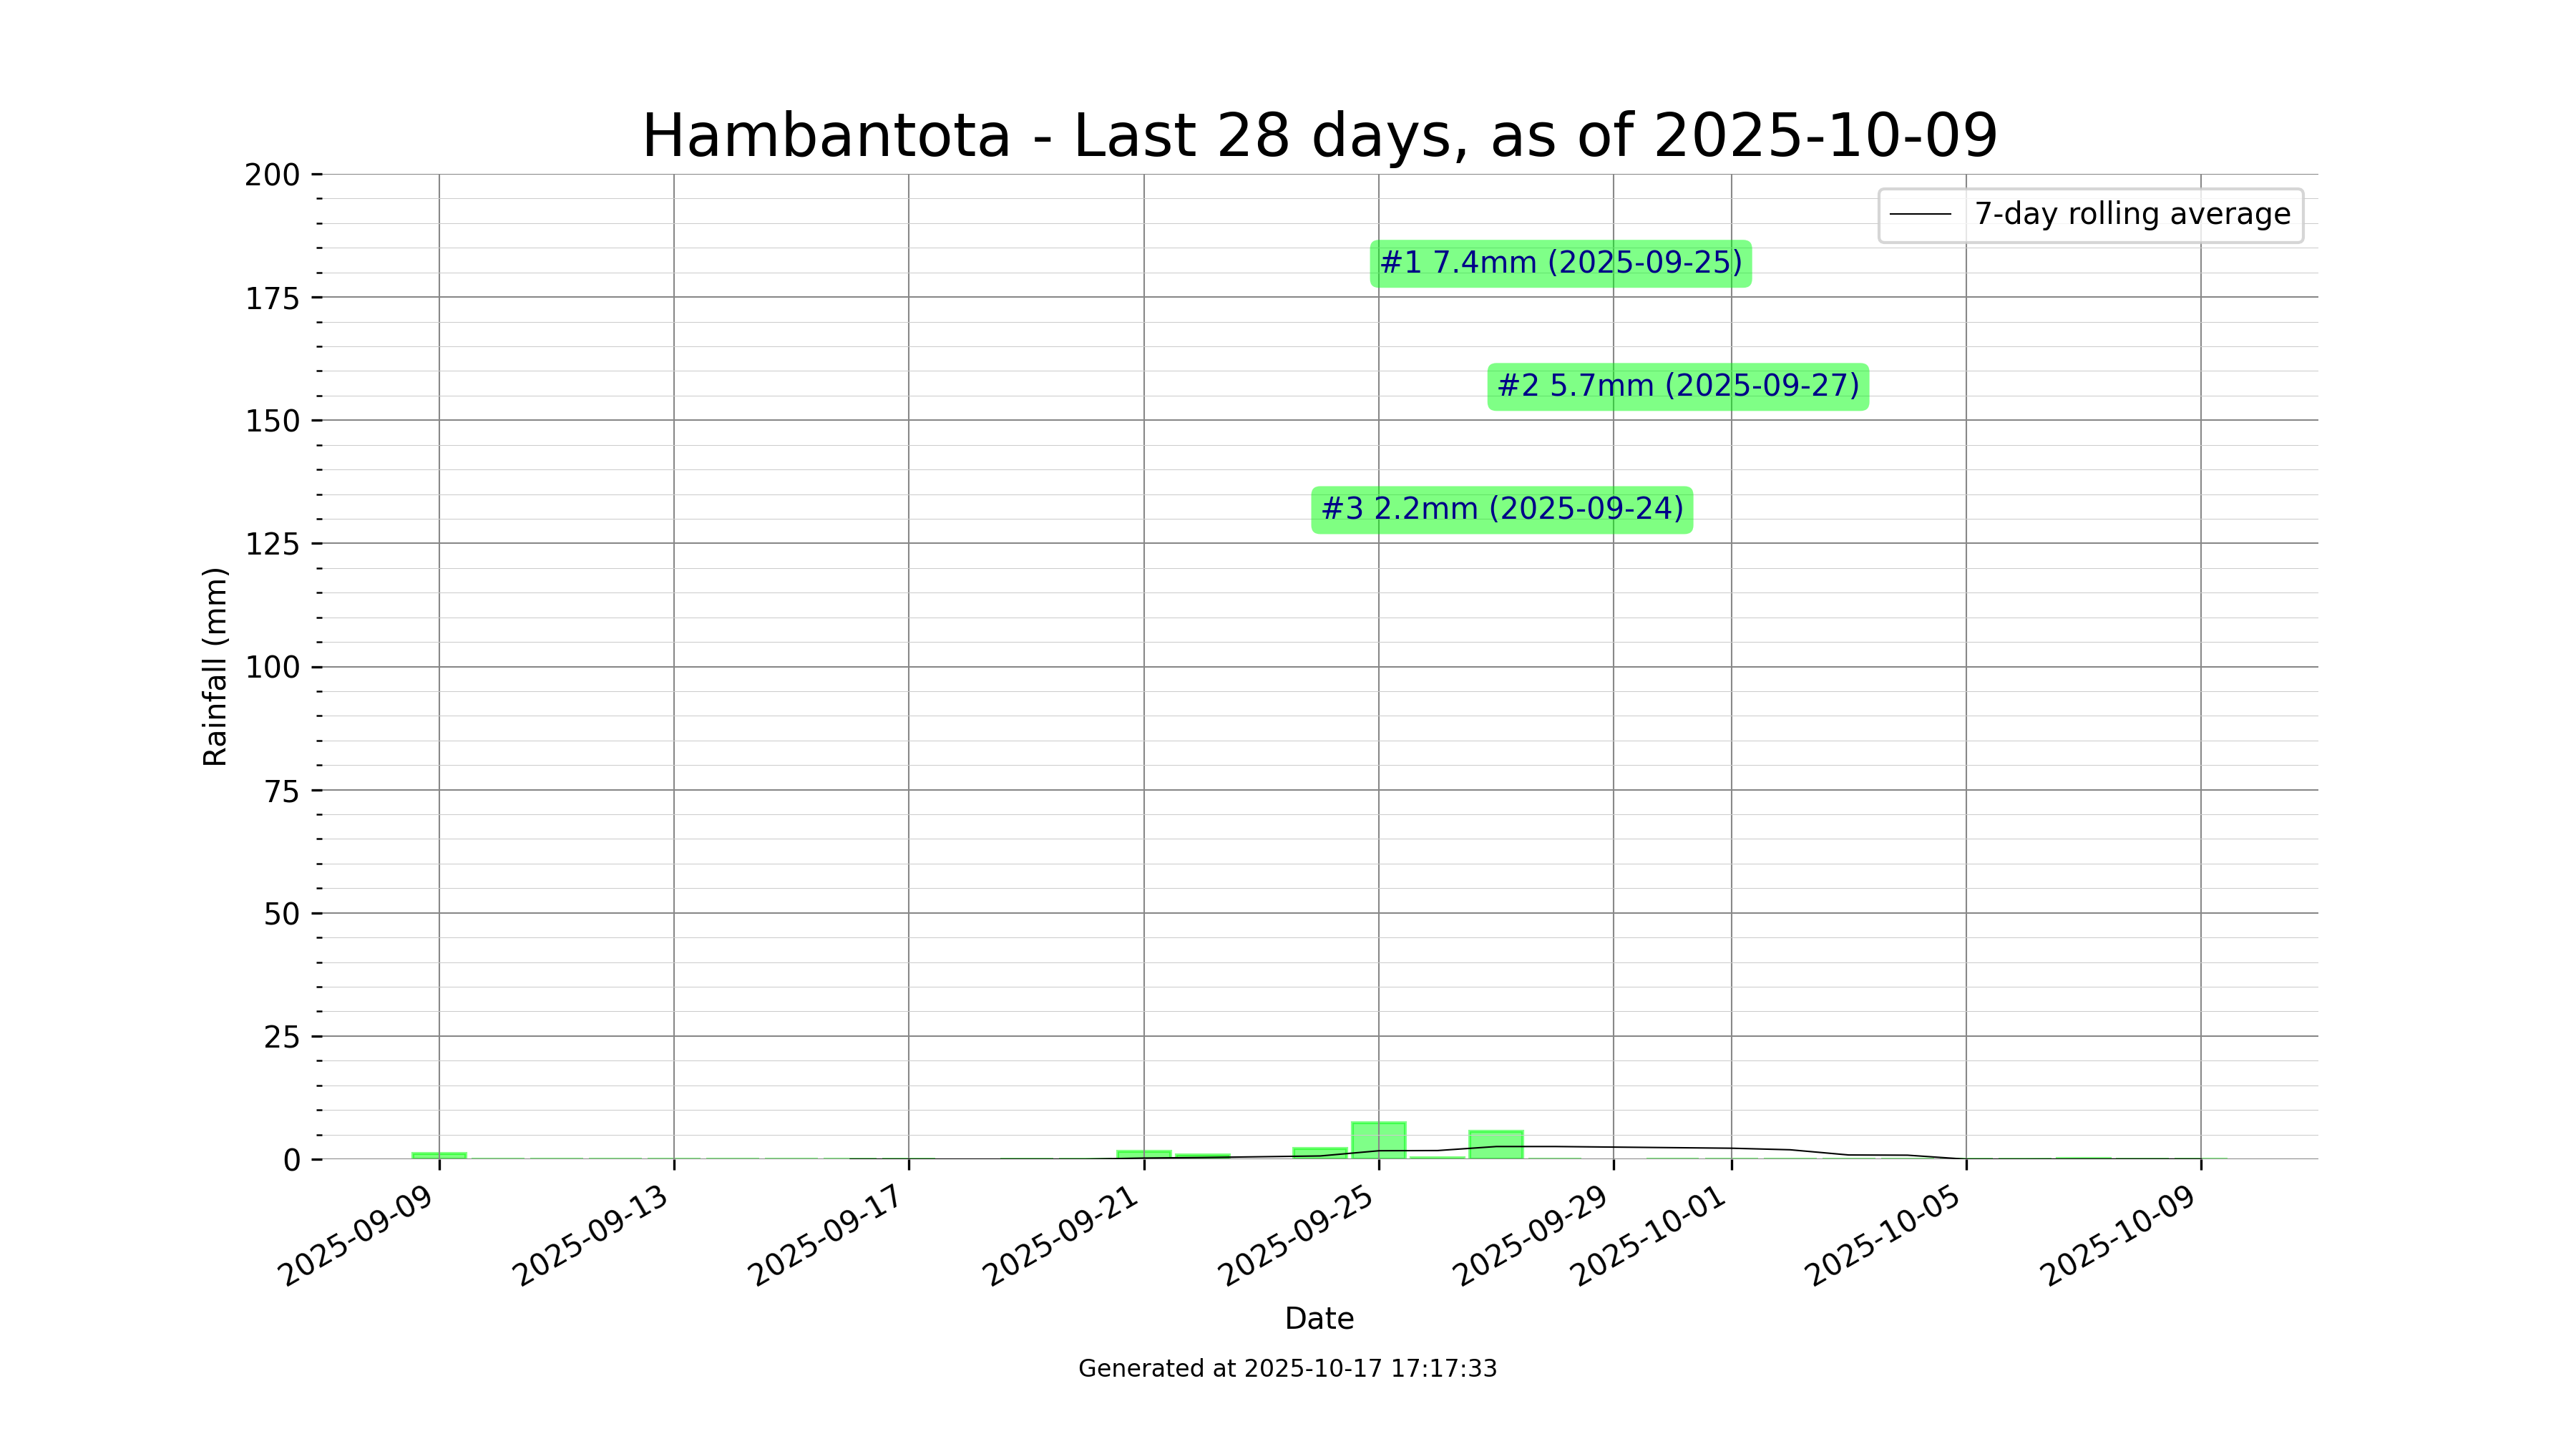 Hambantota - Last 28 days, as of 2025-10-09
7-day rolling average
#1 7.4mm (2025-09-25)
#2 5.7mm (2025-09-27)
#3 2.2mm (2025-09-24)
Rainfall (mm)
200
175
150
125
100
75
50
25
0
2025-09-09
2025-09-13
2025-09-17
2025-09-21
2025-09-25
2025-09-29
2025-10-01
2025-10-05
2025-10-09
Date
Generated at 2025-10-17 17:17:33